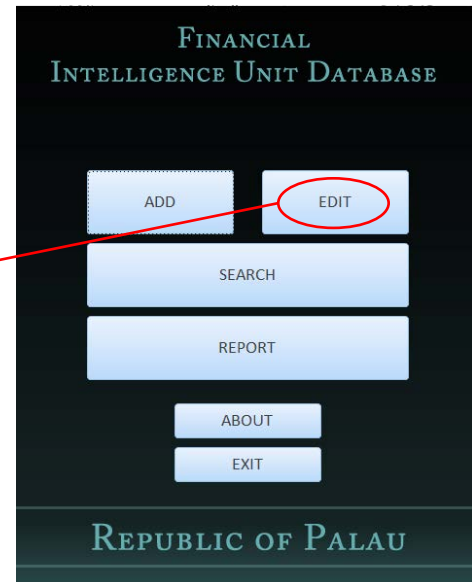 FINANCIAL
INTELLIGENCE UNIT DATABASE
ADD EDIT
SEARCH
REPORT
ABOUT
EXIT
REPUBLIC OF PALAU